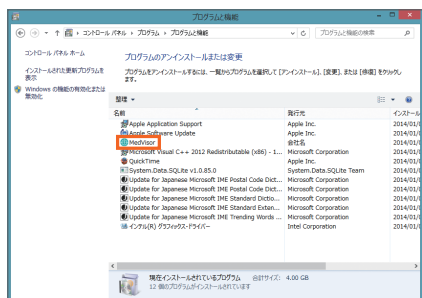 プログラムと機能
コントロール パネル › プログラム › プログラムと機能
プログラムと機能の検索
コントロール パネル ホーム
インストールされた更新プログラムを表示
Windows の機能の有効化または無効化
プログラムのアンインストールまたは変更
プログラムをアンインストールするには、一覧からプログラムを選択して [アンインストール]、[変更]、または [修復] をクリックします。
整理
名前 発行元 インストール
Apple Application Support Apple Inc. 2014/01/
Apple Software Update Apple Inc. 2014/01/
MedVisor 会社名 2014/01/
Microsoft Visual C++ 2012 Redistributable (x86) - 1... Microsoft Corporation 2014/01/
QuickTime Apple Inc. 2014/01/
System.Data.SQLite v1.0.85.0 System.Data.SQLite Team 2014/01/
Update for Japanese Microsoft IME Postal Code Dict... Microsoft Corporation 2014/01/
Update for Japanese Microsoft IME Postal Code Dict... Microsoft Corporation 2014/01/
Update for Japanese Microsoft IME Standard Dictio... Microsoft Corporation 2014/01/
Update for Japanese Microsoft IME Standard Exten... Microsoft Corporation 2014/01/
Update for Japanese Microsoft IME Trending Words ... Microsoft Corporation 2014/01/
インテル(R) グラフィックス・ドライバー Intel Corporation 2014/01/
現在インストールされているプログラム 合計サイズ: 4.00 GB
12 個のプログラムがインストールされています